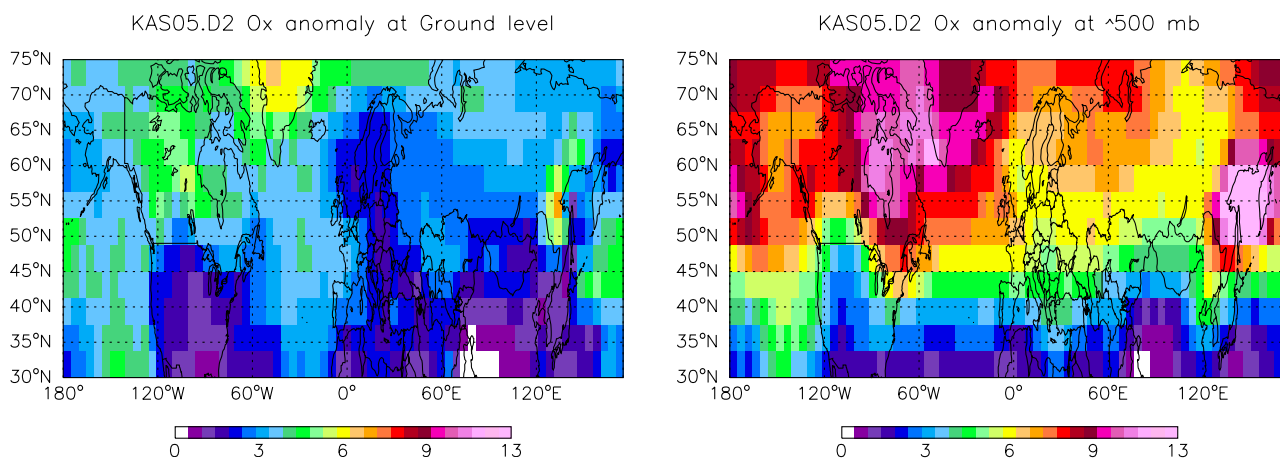 KAS05.D2 Ox anomaly at Ground level
75°N
70°N
65°N
60°N
55°N
50°N
45°N
40°N
35°N
30°N
180° 120°W 60°W 0° 60°E 120°E
0 3 6 9 13
KAS05.D2 Ox anomaly at ^500 mb
75°N
70°N
65°N
60°N
55°N
50°N
45°N
40°N
35°N
30°N
180° 120°W 60°W 0° 60°E 120°E
0 3 6 9 13